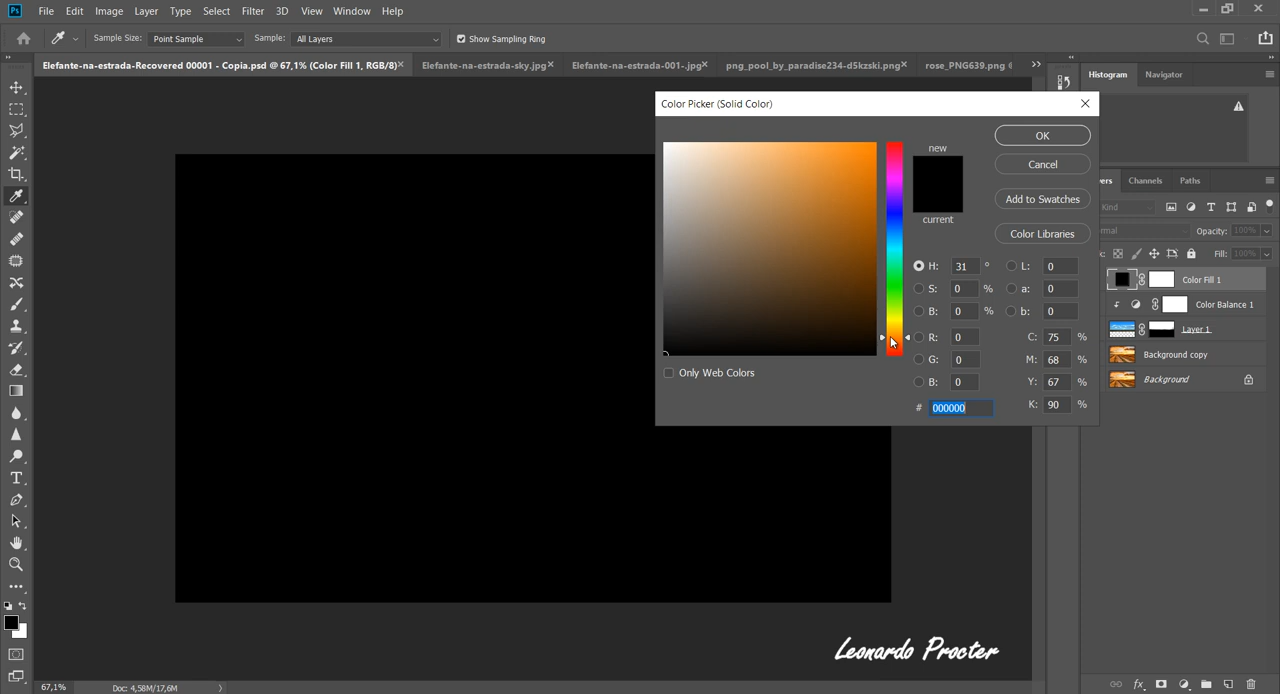 Ps File Edit Image Layer Type Select Filter 3D View Window Help
Sample Size: Point Sample Sample: All Layers Show Sampling Ring
Elefante-na-estrada-Recovered 00001 - Copia.psd @ 67,1% (Color Fill 1, RGB/8) Elefante-na-estrada-sky.jpg Elefante-na-estrada-001-.jpg png_pool_by_paradise234-d5kzski.png rose_PNG639.png
Histogram Navigator
Color Picker (Solid Color)
OK
new
Cancel
Add to Swatches
current
Color Libraries
H: 31 °
S: 0 %
B: 0 %
R: 0
G: 0
B: 0
L: 0
a: 0
b: 0
C: 75 %
M: 68 %
Y: 67 %
K: 90 %
Only Web Colors
# 000000
Channels Paths
Kind
Opacity: 100%
Fill: 100%
Color Fill 1
Color Balance 1
Layer 1
Background copy
Background
Leonardo Procter
67,1% Doc: 4,58M/17,6M